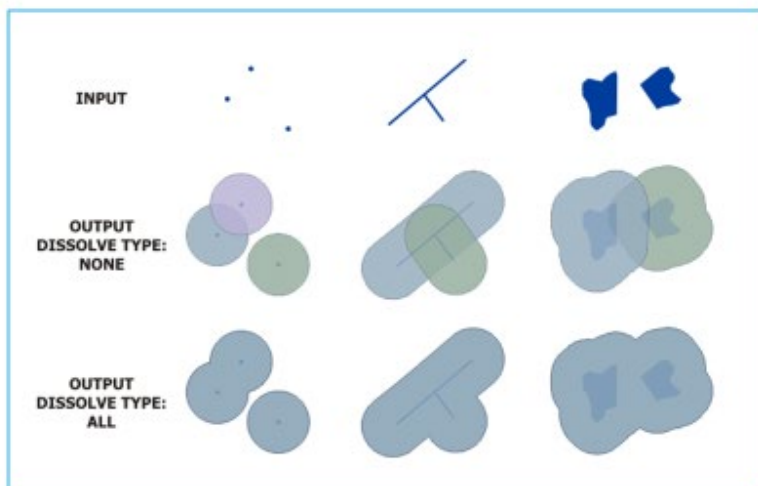 INPUT
OUTPUT
DISSOLVE TYPE:
NONE
OUTPUT
DISSOLVE TYPE:
ALL